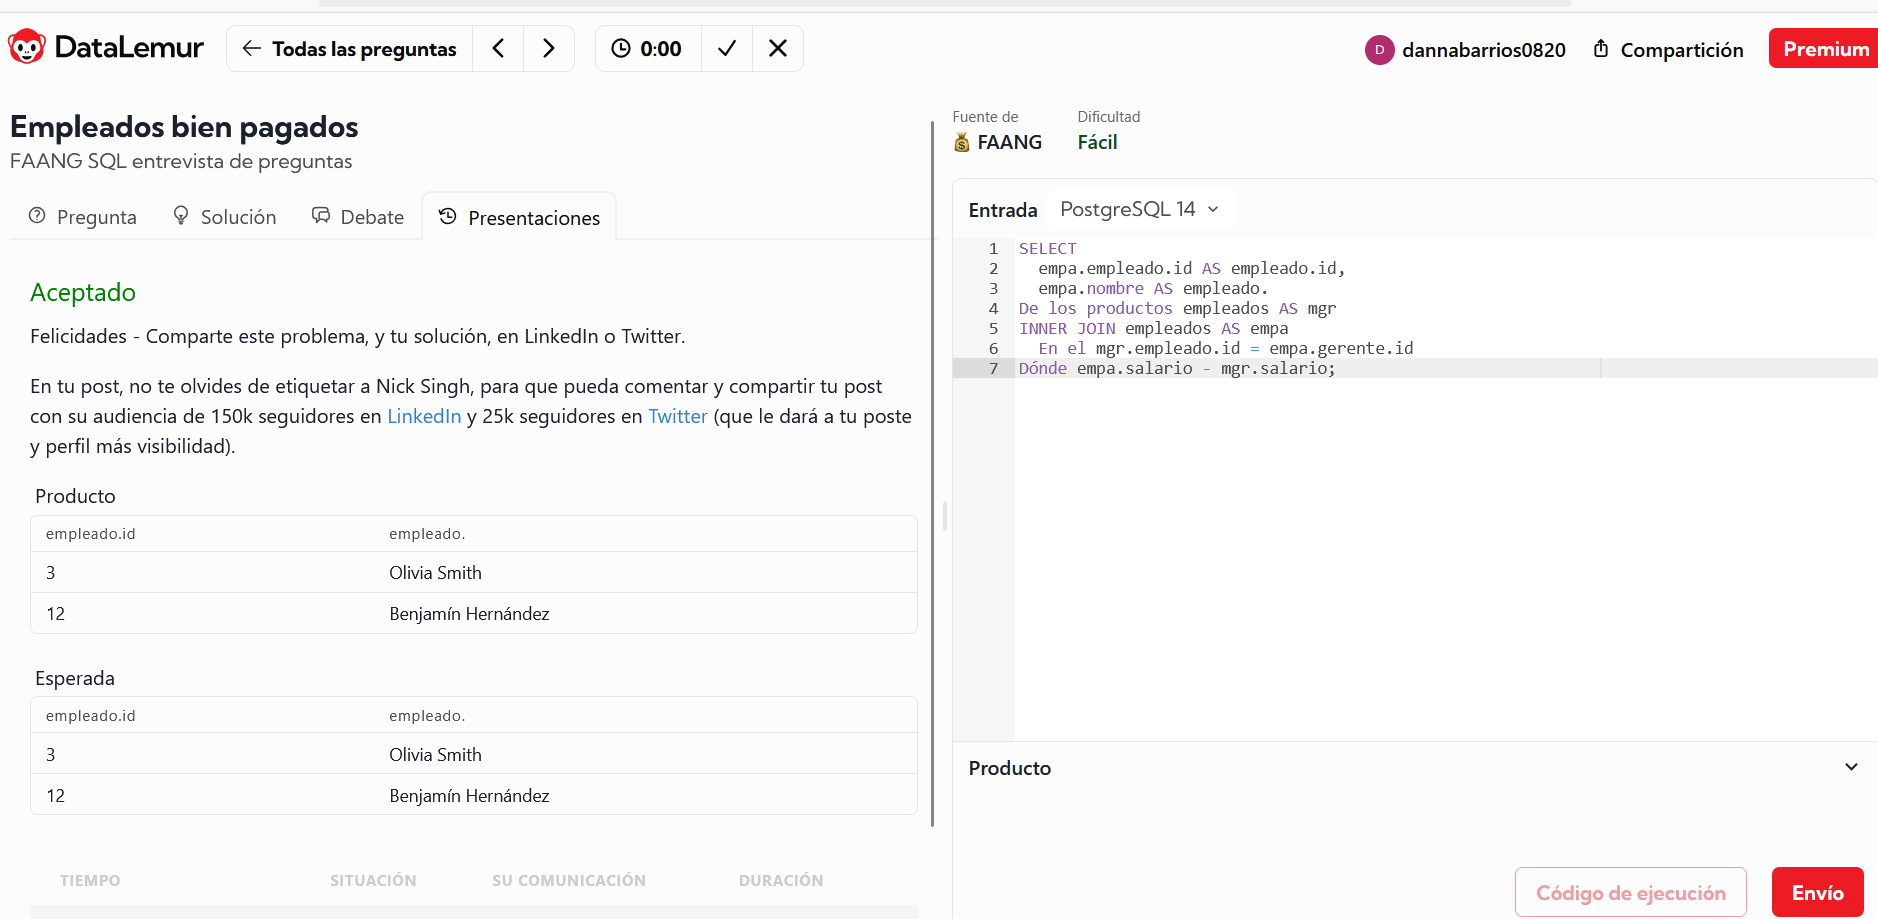 DataLemur
Todas las preguntas
0:00
D
dannabarrios0820
Compartición
Premium
Empleados bien pagados
FAANG SQL entrevista de preguntas
Pregunta
Solución
Debate
Presentaciones
Aceptado
Felicidades - Comparte este problema, y tu solución, en LinkedIn o Twitter.
En tu post, no te olvides de etiquetar a Nick Singh, para que pueda comentar y compartir tu post
con su audiencia de 150k seguidores en LinkedIn y 25k seguidores en Twitter (que le dará a tu poste
y perfil más visibilidad).
Producto
empleado.id empleado.
3 Olivia Smith
12 Benjamín Hernández
Esperada
empleado.id empleado.
3 Olivia Smith
12 Benjamín Hernández
TIEMPO SITUACIÓN SU COMUNICACIÓN DURACIÓN
Fuente de
FAANG
Dificultad
Fácil
Entrada PostgreSQL 14
1 SELECT
2 empa.empleado.id AS empleado.id,
3 empa.nombre AS empleado.
4 De los productos empleados AS mgr
5 INNER JOIN empleados AS empa
6 En el mgr.empleado.id = empa.gerente.id
7 Dónde empa.salario - mgr.salario;
Producto
Código de ejecución
Envío